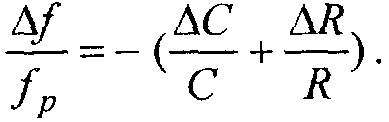 Δf/f_p = − (ΔC/C + ΔR/R).